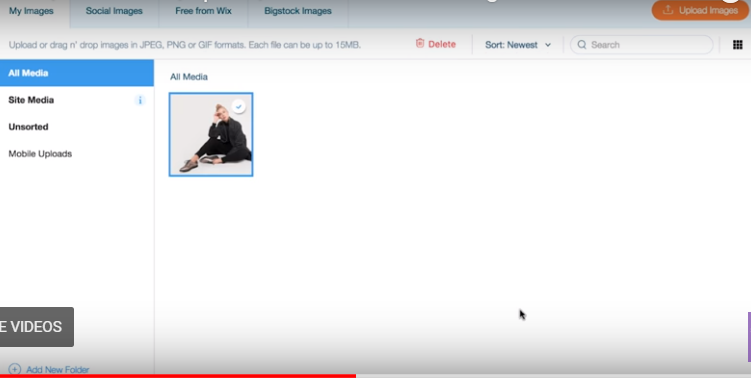 My Images Social Images Free from Wix Bigstock Images Upload Images
Upload or drag n' drop images in JPEG, PNG or GIF formats. Each file can be up to 15MB. Delete Sort: Newest Search
All Media
All Media
Site Media
Unsorted
Mobile Uploads
E VIDEOS
Add New Folder